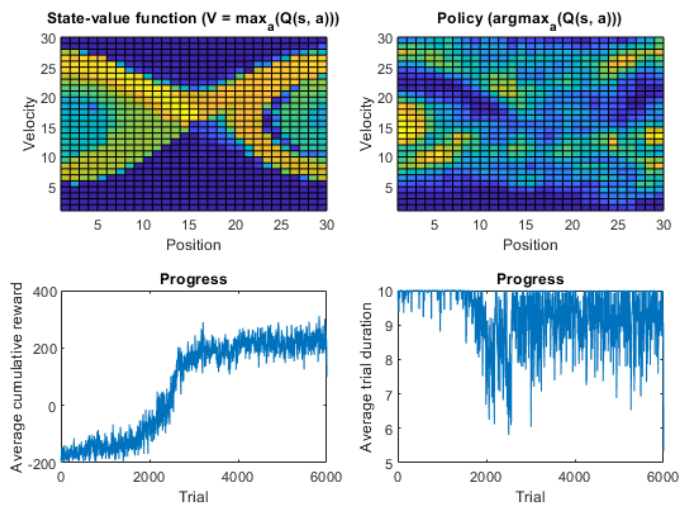 State-value function (V = max_a(Q(s, a)))
Velocity
30
25
20
15
10
5
5 10 15 20 25 30
Position
Policy (argmax_a(Q(s, a)))
Velocity
30
25
20
15
10
5
5 10 15 20 25 30
Position
Progress
Average cumulative reward
400
200
0
-200
0 2000 4000 6000
Trial
Progress
Average trial duration
10
9
8
7
6
5
0 2000 4000 6000
Trial